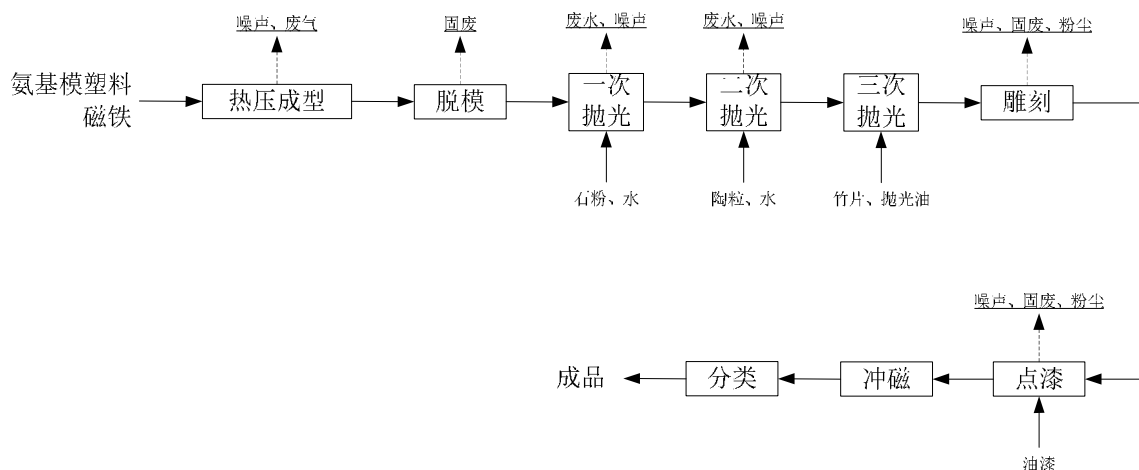 噪声、废气
固废
废水、噪声
废水、噪声
噪声、固废、粉尘
氨基模塑料
磁铁
热压成型
脱模
一次
抛光
二次
抛光
三次
抛光
雕刻
石粉、水
陶粒、水
竹片、抛光油
噪声、固废、粉尘
成品
分类
冲磁
点漆
油漆